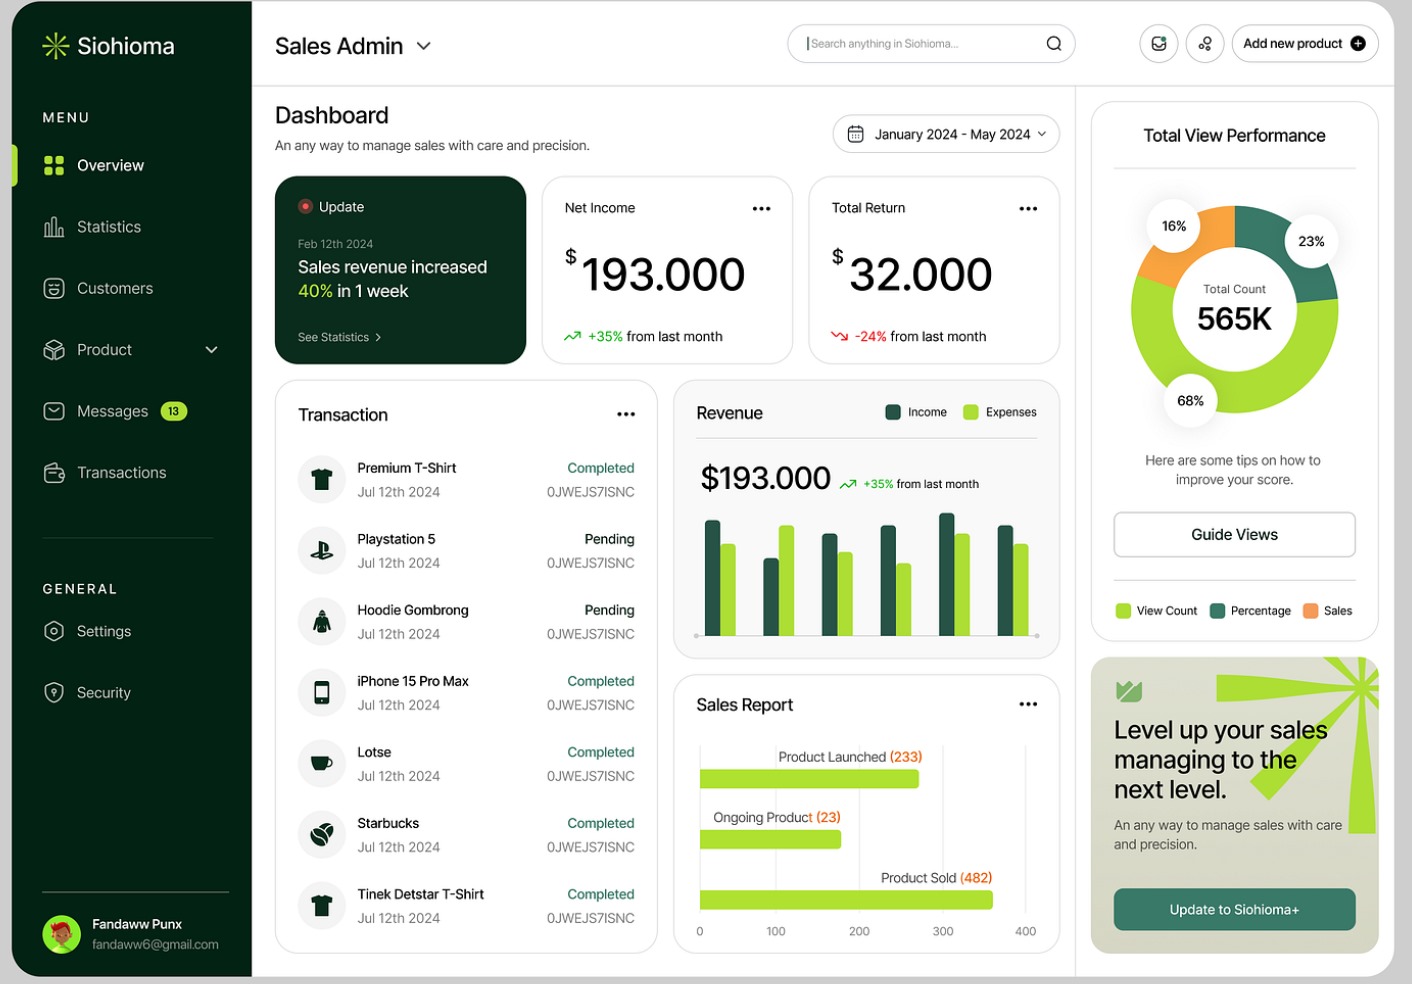 Siohioma
MENU
Overview
Statistics
Customers
Product
Messages 13
Transactions
GENERAL
Settings
Security
Fandaww Punx
fandaww6@gmail.com
Sales Admin
Search anything in Siohioma...
Add new product
Dashboard
An any way to manage sales with care and precision.
January 2024 - May 2024
Update
Feb 12th 2024
Sales revenue increased
40% in 1 week
See Statistics
Net Income
$193.000
+35% from last month
Total Return
$32.000
-24% from last month
Transaction
Premium T-Shirt Completed
Jul 12th 2024 0JWEJS7ISNC
Playstation 5 Pending
Jul 12th 2024 0JWEJS7ISNC
Hoodie Gombrong Pending
Jul 12th 2024 0JWEJS7ISNC
iPhone 15 Pro Max Completed
Jul 12th 2024 0JWEJS7ISNC
Lotse Completed
Jul 12th 2024 0JWEJS7ISNC
Starbucks Completed
Jul 12th 2024 0JWEJS7ISNC
Tinek Detstar T-Shirt Completed
Jul 12th 2024 0JWEJS7ISNC
Revenue Income Expenses
$193.000 +35% from last month
Sales Report
Product Launched (233)
Ongoing Product (23)
Product Sold (482)
0 100 200 300 400
Total View Performance
16%
23%
Total Count
565K
68%
Here are some tips on how to
improve your score.
Guide Views
View Count Percentage Sales
Level up your sales
managing to the
next level.
An any way to manage sales with care
and precision.
Update to Siohioma+